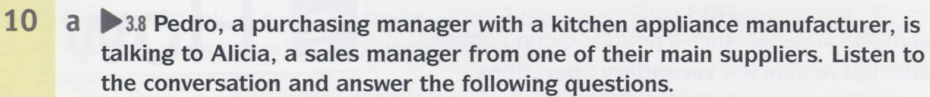 10 a ▶3.8 Pedro, a purchasing manager with a kitchen appliance manufacturer, is
talking to Alicia, a sales manager from one of their main suppliers. Listen to
the conversation and answer the following questions.